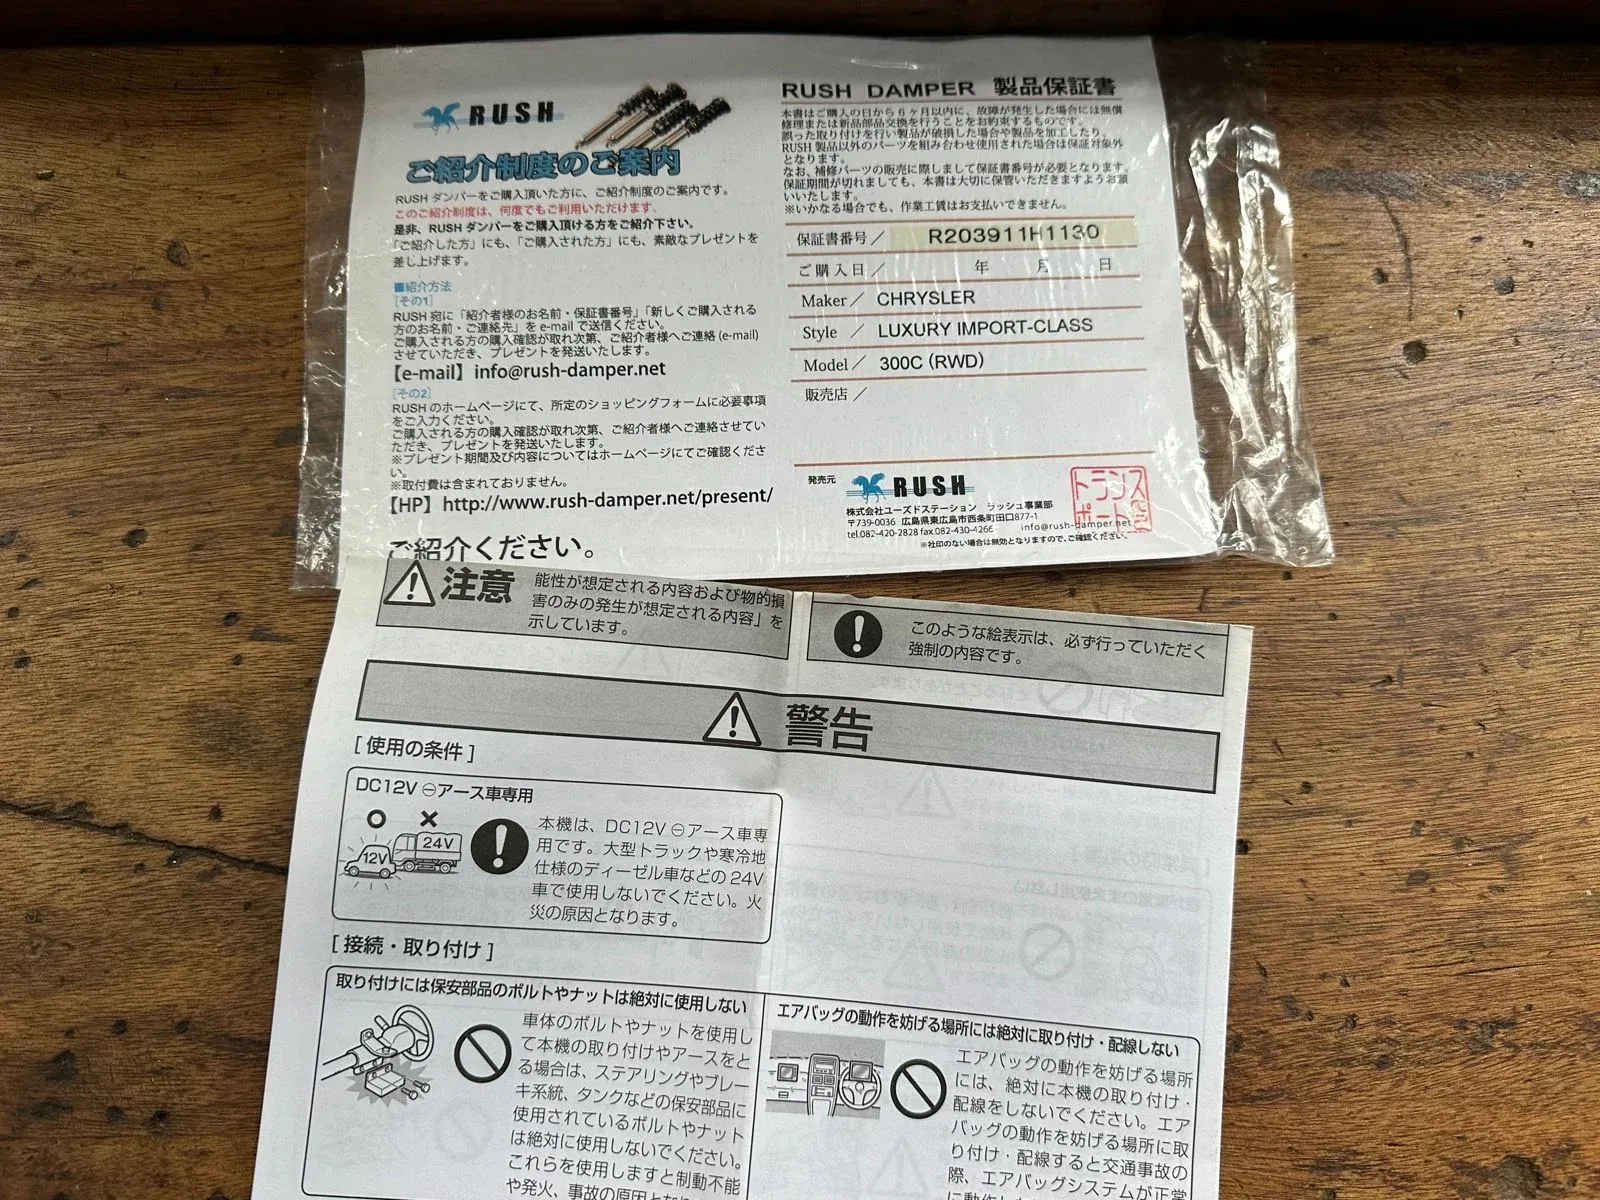 RUSH
ご紹介制度のご案内
RUSHダンパーをご購入頂いた方に、ご紹介制度のご案内です。
このご紹介制度は、何度でもご利用いただけます。
是非、RUSHダンパーをご購入頂ける方をご紹介下さい。
「ご紹介した方」にも、「ご購入された方」にも、素敵なプレゼントを
差し上げます。
■紹介方法
[その1]
RUSH 宛に「紹介者様のお名前・保証書番号」「新しくご購入される
方のお名前・ご連絡先」を e-mail で送信ください。
ご購入される方の購入確認が取れ次第、ご紹介者様へご連絡 (e-mail)
させていただき、プレゼントを発送いたします。
【e-mail】info@rush-damper.net
[その2]
RUSH のホームページにて、所定のショッピングフォームに必要事項
をご入力ください。
ご購入される方の購入確認が取れ次第、ご紹介者様へご連絡させてい
ただき、プレゼントを発送いたします。
※プレゼント期間及び内容についてはホームページにてご確認くださ
い。
※取付費は含まれておりません。
【HP】http://www.rush-damper.net/present/
ご紹介ください。
RUSH DAMPER 製品保証書
本書はご購入の日から6ヶ月以内に、故障が発生した場合には無償
修理または新品部品交換を行うことをお約束するものです。
誤った取り付けを行い製品が破損した場合や製品を加工したり、
RUSH 製品以外のパーツを組み合わせ使用された場合は保証対象外
となります。
なお、補修パーツの販売に際しまして保証書番号が必要となります。
保証期間が切れましても、本書は大切に保管いただきますようお願
いいたします。
※いかなる場合でも、作業工賃はお支払いできません。
保証書番号／ R203911H1130
ご購入日／ 年 月 日
Maker／ CHRYSLER
Style ／ LUXURY IMPORT-CLASS
Model／ 300C (RWD)
販売店／
発売元
RUSH
株式会社ユーズドステーション ラッシュ事業部
〒739-0036 広島県東広島市西条町田口877-1
tel.082-420-2828 fax.082-430-4266 info@rush-damper.net
※社印のない場合は無効となりますので、ご確認ください。
トランス
ポート
注意
能性が想定される内容および物的損
害のみの発生が想定される内容」を
示しています。
このような絵表示は、必ず行っていただく
強制の内容です。
警告
[ 使用の条件 ]
DC12V ⊖アース車専用
12V
24V
本機は、DC12V ⊖アース車専
用です。大型トラックや寒冷地
仕様のディーゼル車などの 24V
車で使用しないでください。火
災の原因となります。
[ 接続・取り付け ]
取り付けには保安部品のボルトやナットは絶対に使用しない
車体のボルトやナットを使用し
て本機の取り付けやアースをと
る場合は、ステアリングやブレー
キ系統、タンクなどの保安部品に
使用されているボルトやナット
は絶対に使用しないでください。
これらを使用しますと制動不能
や発火、事故の原因となり
エアバッグの動作を妨げる場所には絶対に取り付け・配線しない
エアバッグの動作を妨げる場所
には、絶対に本機の取り付け・
配線をしないでください。エア
バッグの動作を妨げる場所に取
り付け・配線すると交通事故の
際、エアバッグシステムが正常